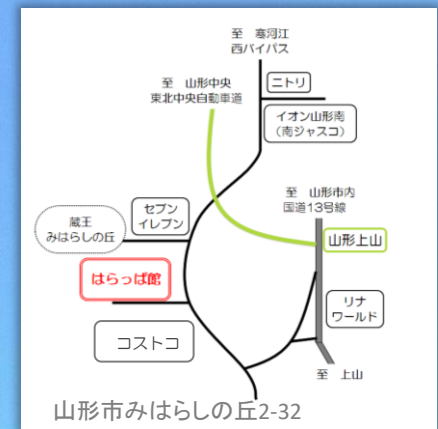 至　寒河江
西バイパス
至　山形中央
東北中央自動車道
ニトリ
イオン山形南
（南ジャスコ）
至　山形市内
国道13号線
セブン
イレブン
蔵王
みはらしの丘
山形上山
はらっぱ館
リナ
ワールド
コストコ
至　上山
山形市みはらしの丘2-32